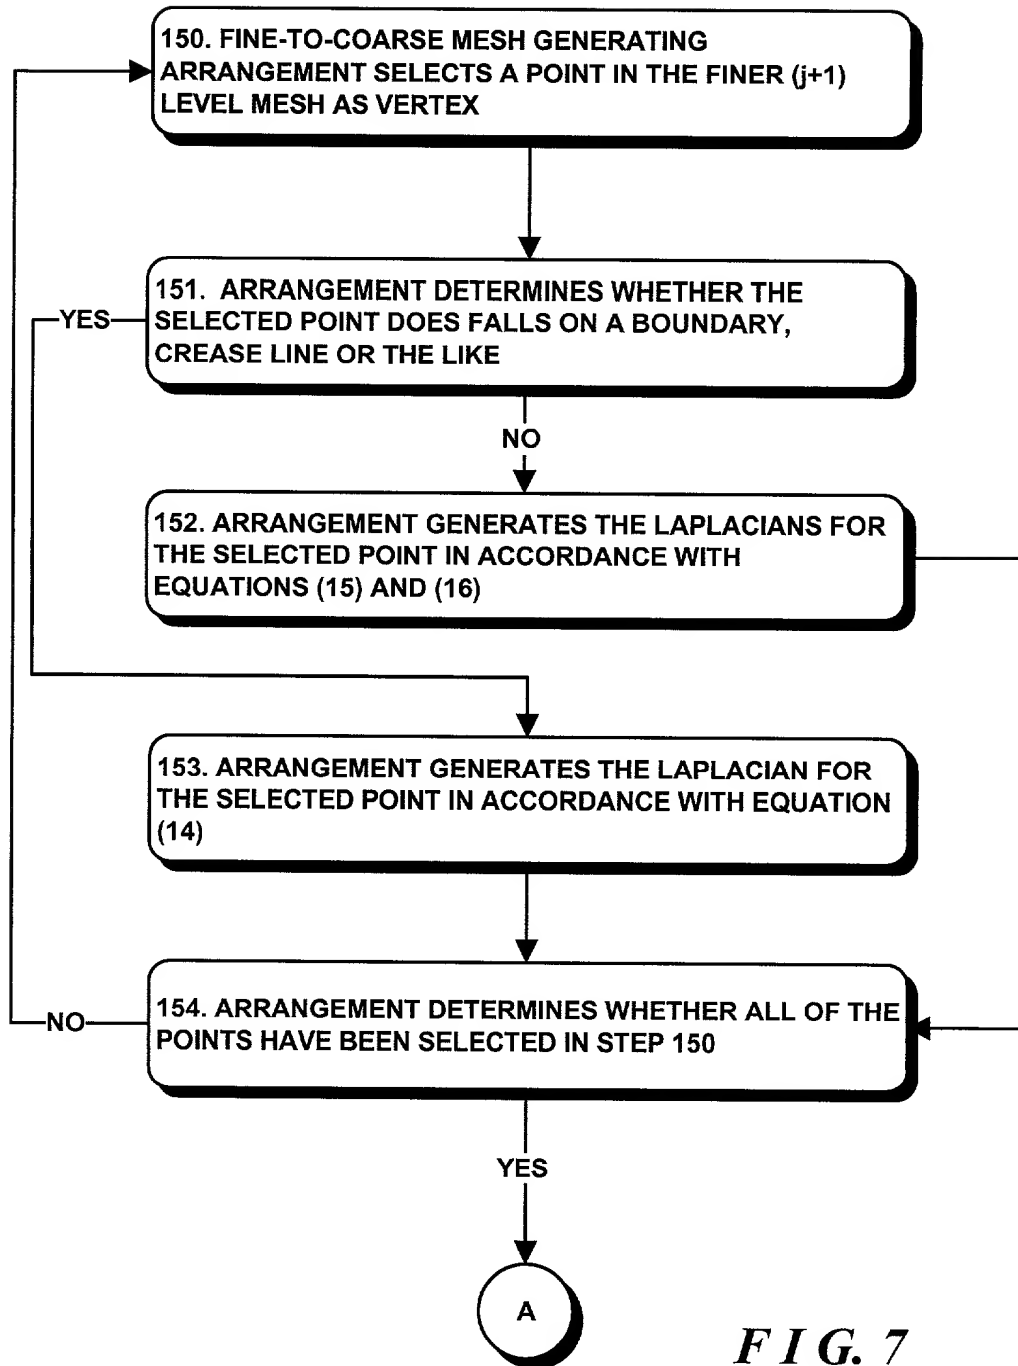 150. FINE-TO-COARSE MESH GENERATING
ARRANGEMENT SELECTS A POINT IN THE FINER (j+1)
LEVEL MESH AS VERTEX
151. ARRANGEMENT DETERMINES WHETHER THE
SELECTED POINT DOES FALLS ON A BOUNDARY,
CREASE LINE OR THE LIKE
YES
NO
152. ARRANGEMENT GENERATES THE LAPLACIANS FOR
THE SELECTED POINT IN ACCORDANCE WITH
EQUATIONS (15) AND (16)
153. ARRANGEMENT GENERATES THE LAPLACIAN FOR
THE SELECTED POINT IN ACCORDANCE WITH EQUATION
(14)
154. ARRANGEMENT DETERMINES WHETHER ALL OF THE
POINTS HAVE BEEN SELECTED IN STEP 150
NO
YES
A
FIG. 7